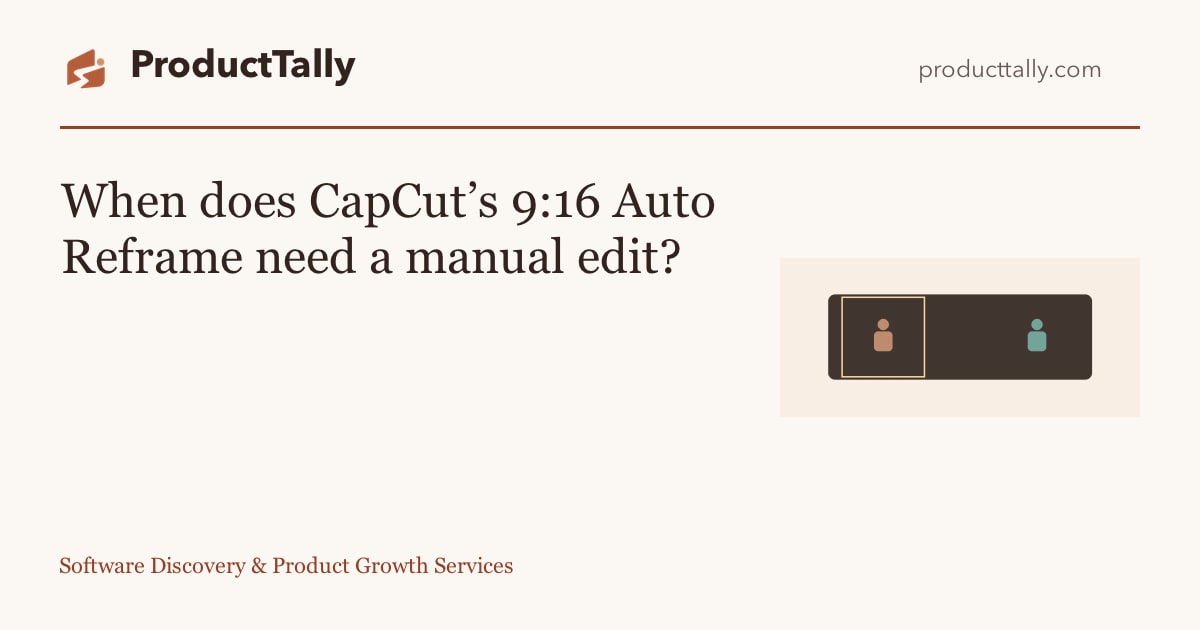 ProductTally
producttally.com
When does CapCut’s 9:16 Auto
Reframe need a manual edit?
Software Discovery & Product Growth Services